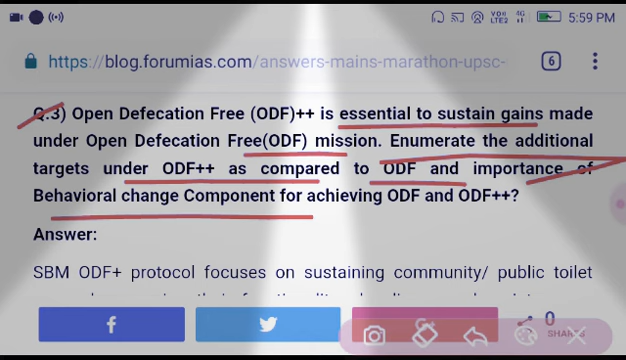 5:59 PM
https://blog.forumias.com/answers-mains-marathon-upsc-
6
Q.3) Open Defecation Free (ODF)++ is essential to sustain gains made
under Open Defecation Free(ODF) mission. Enumerate the additional
targets under ODF++ as compared to ODF and importance of
Behavioral change Component for achieving ODF and ODF++?
Answer:
SBM ODF+ protocol focuses on sustaining community/ public toilet
0
SHARES